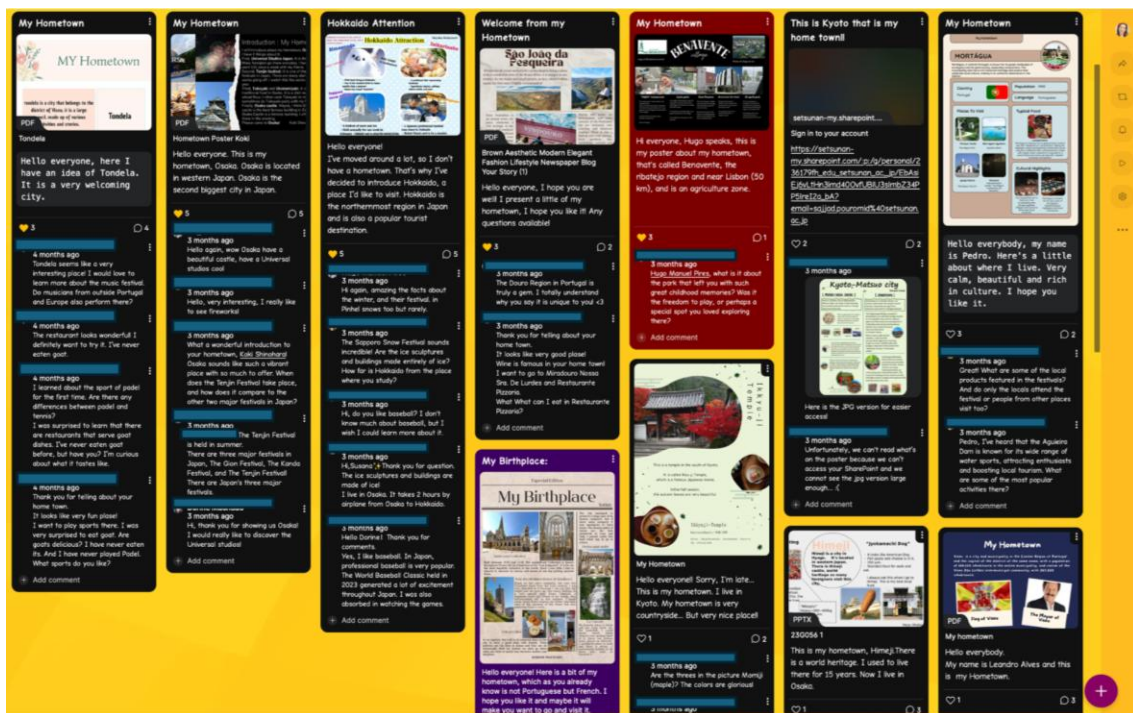 My Hometown
MY Hometown
Tondela
PDF
Tondela
Hello everyone, here I
have an idea of Tondela.
It is a very welcoming
city.
3
4
4 months ago
Tondela seems like a very
interesting place! I would love to
learn more about the music festival.
Do musicians from outside Portugal
and Europe also perform there?
4 months ago
The restaurant looks wonderful I
definitely want to try it. I've never
eaten goat.
4 months ago
I learned about the sport of padel
for the first time. Are there any
differences between padel and
tennis?
I was surprised to learn that there
are restaurants that serve goat
dishes. I've never eaten goat
before, but have you? I'm curious
about what it tastes like.
4 months ago
Thank you for telling about your
home town.
It looks like very fun plase!
I want to play sports there. I was
very surprised to eat goat. Are
goats delicious? I have never eaten
its. And I have never played Padel.
What sports do you like?
Add comment
My Hometown
PDF
Hometown Poster Koki
Hello everyone. This is my
hometown, Osaka. Osaka is located
in western Japan. Osaka is the
second biggest city in Japan.
5
5
3 months ago
Hello again, wow Osaka have a
beautiful castle, have a Universal
studios cool
3 months ago
Hello, very interesting, I really like
to see fireworks!
3 months ago
What a wonderful introduction to
your hometown, Koki Shinohara!
Osaka sounds like such a vibrant
place with so much to offer. When
does the Tenjin Festival take place,
and how does it compare to the
other two major festivals in Japan?
The Tenjin Festival
is held in summer.
There are three major festivals in
Japan, The Gion Festival, The Kanda
Festival, and The Tenjin Festival!
There are Japan's three major
festivals.
3 months ago
Hi, thank you for showing us Osaka!
I would really like to discover the
Universal studios!
Add comment
Hokkaido Attention
Hokkaido Attraction
Hello everyone!
I've moved around a lot, so I don't
have a hometown. That's why I've
decided to introduce Hokkaido, a
place I'd like to visit. Hokkaido is
the northernmost region in Japan
and is also a popular tourist
destination.
5
5
3 months ago
Hi again, amazing the facts about
the winter, and their festival. in
Pinhel snows too but rarely.
3 months ago
The Sapporo Snow Festival sounds
incredible! Are the ice sculptures
and buildings made entirely of ice?
How far is Hokkaido from the place
where you study?
3 months ago
Hi, do you like baseball? I don't
know much about baseball, but I
wish I could learn more about it.
3 months ago
Hi,Susana✨Thank you for question.
The ice sculptures and buildings are
made of ice!
I live in Osaka. It takes 2 hours by
airplane from Osaka to Hokkaido.
3 months ago
Hello Dorine! Thank you for
comments.
Yes, I like baseball. In Japan,
professional baseball is very popular.
The World Baseball Classic held in
2023 generated a lot of excitement
throughout Japan. I was also
absorbed in watching the games.
Add comment
Welcome from my
Hometown
São João da
Pesqueira
PDF
Brown Aesthetic Modern Elegant
Fashion Lifestyle Newspaper Blog
Your Story (1)
Hello everyone, I hope you are
well I present a little of my
hometown, I hope you like it! Any
questions available!
3
2
3 months ago
The Douro Region in Portugal is
truly a gem. I totally understand
why you say it is unique to you! <3
3 months ago
Thank you for telling about your
home town.
It looks like very good plase!
Wine is famous in your home town!
I want to go to Miradouro Nossa
Sra. De Lurdes and Restaurante
Pizzaria.
What What can I eat in Restaurante
Pizzaria?
Add comment
My Birthplace:
My Birthplace
Hello everyone! Here is a bit of my
hometown, which as you already
know is not Portuguese but French. I
hope you like it and maybe it will
make you want to go and visit it.
My Hometown
BENAVENTE
Hi everyone, Hugo speaks, this is
my poster about my hometown,
that's called Benavente, the
ribatejo region and near Lisbon (50
km), and is an agriculture zone.
3
1
3 months ago
Hugo Manuel Pires, what is it about
the park that left you with such
great childhood memories? Was it
the freedom to play, or perhaps a
special spot you loved exploring
there?
Add comment
Ikkyu-ji
Temple
My Hometown
Hello everyone!! Sorry, I'm late...
This is my hometown. I live in
Kyoto. My hometown is very
countryside... But very nice place!!
1
2
3 months ago
Are the threes in the picture Momiji
(maple)? The colors are glorious!
3 months ago
This is Kyoto that is my
home town!!
setsunan-my.sharepoint....
Sign in to your account
2
2
3 months ago
Kyoto, Matsuo city
Here is the JPG version for easier
access!
3 months ago
Unfortunately, we can't read what's
on the poster because we can't
access your SharePoint and we
cannot see the jpg version large
enough... :(
Add comment
Himeji
"Jyankenchi Dog"
PPTX
23G056 1
This is my hometown, Himeji.There
is a world heritage. I used to live
there for 15 years. Now I live in
Osaka.
1
3
My Hometown
MORTÁGUA
Hello everybody, my name
is Pedro. Here's a little
about where I live. Very
calm, beautiful and rich
in culture. I hope you
like it.
3
2
3 months ago
Great! What are some of the local
products featured in the festivals?
And do only the locals attend the
festival or people from other places
visit too?
3 months ago
Pedro, I've heard that the Aguieira
Dam is known for its wide range of
water sports, attracting enthusiasts
and boosting local tourism. What
are some of the most popular
activities there?
Add comment
My Hometown
PDF
My hometown
Hello everybody.
My name is Leandro Alves and this
is my Hometown.
1
3